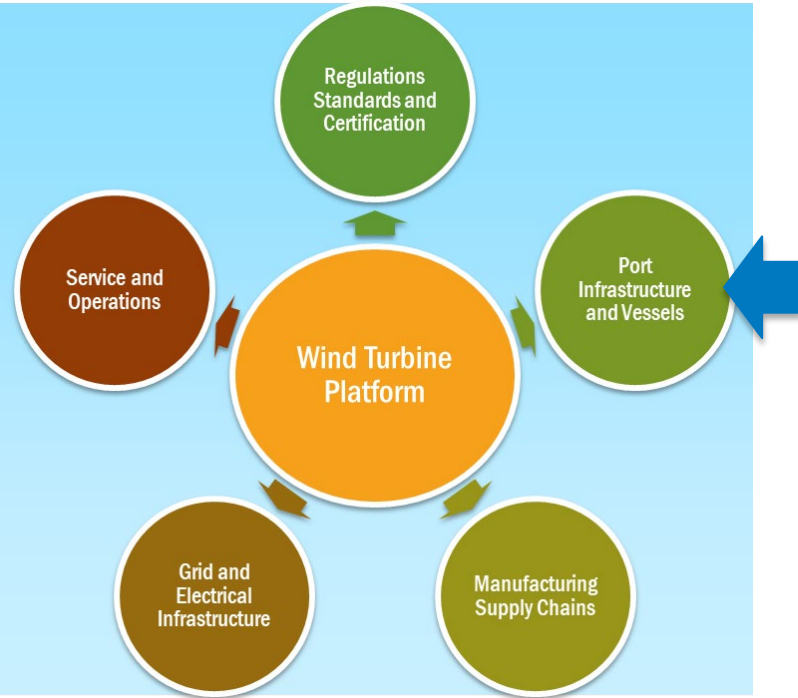 Regulations
Standards and
Certification
Service and
Operations
Port
Infrastructure
and Vessels
Wind Turbine
Platform
Grid and
Electrical
Infrastructure
Manufacturing
Supply Chains